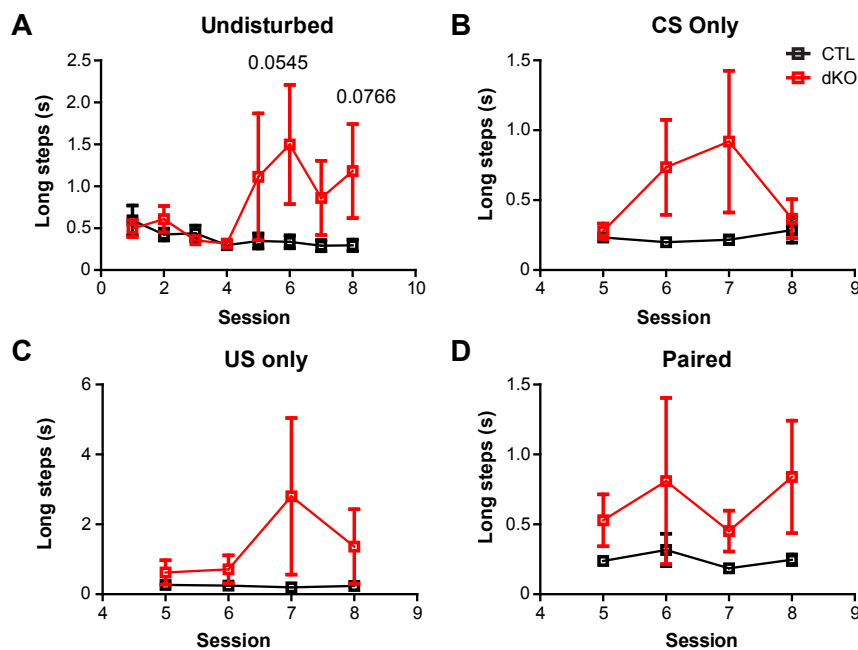 A
Undisturbed
Long steps (s)
2.5
2.0
1.5
1.0
0.5
0
0.0545
0.0766
0 2 4 6 8 10
Session
B
CS Only
CTL
dKO
Long steps (s)
1.5
1.0
0.5
0
4 5 6 7 8 9
Session
C
US only
Long steps (s)
6
4
2
0
4 5 6 7 8 9
Session
D
Paired
Long steps (s)
1.5
1.0
0.5
0
4 5 6 7 8 9
Session